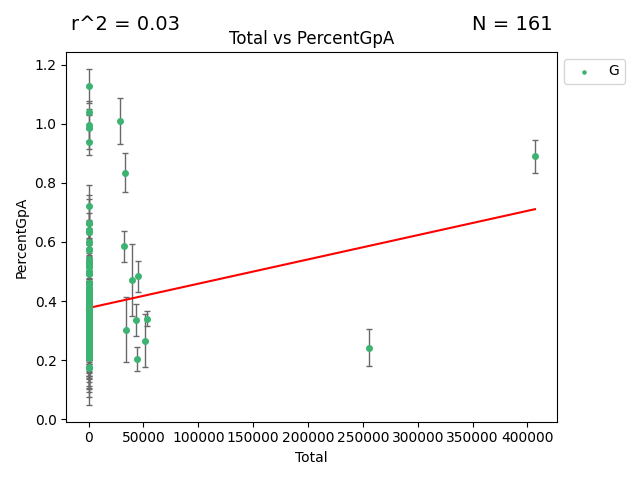 r^2 = 0.03
N = 161
Total vs PercentGpA
G
PercentGpA
1.2
1.0
0.8
0.6
0.4
0.2
0.0
0
50000
100000
150000
200000
250000
300000
350000
400000
Total